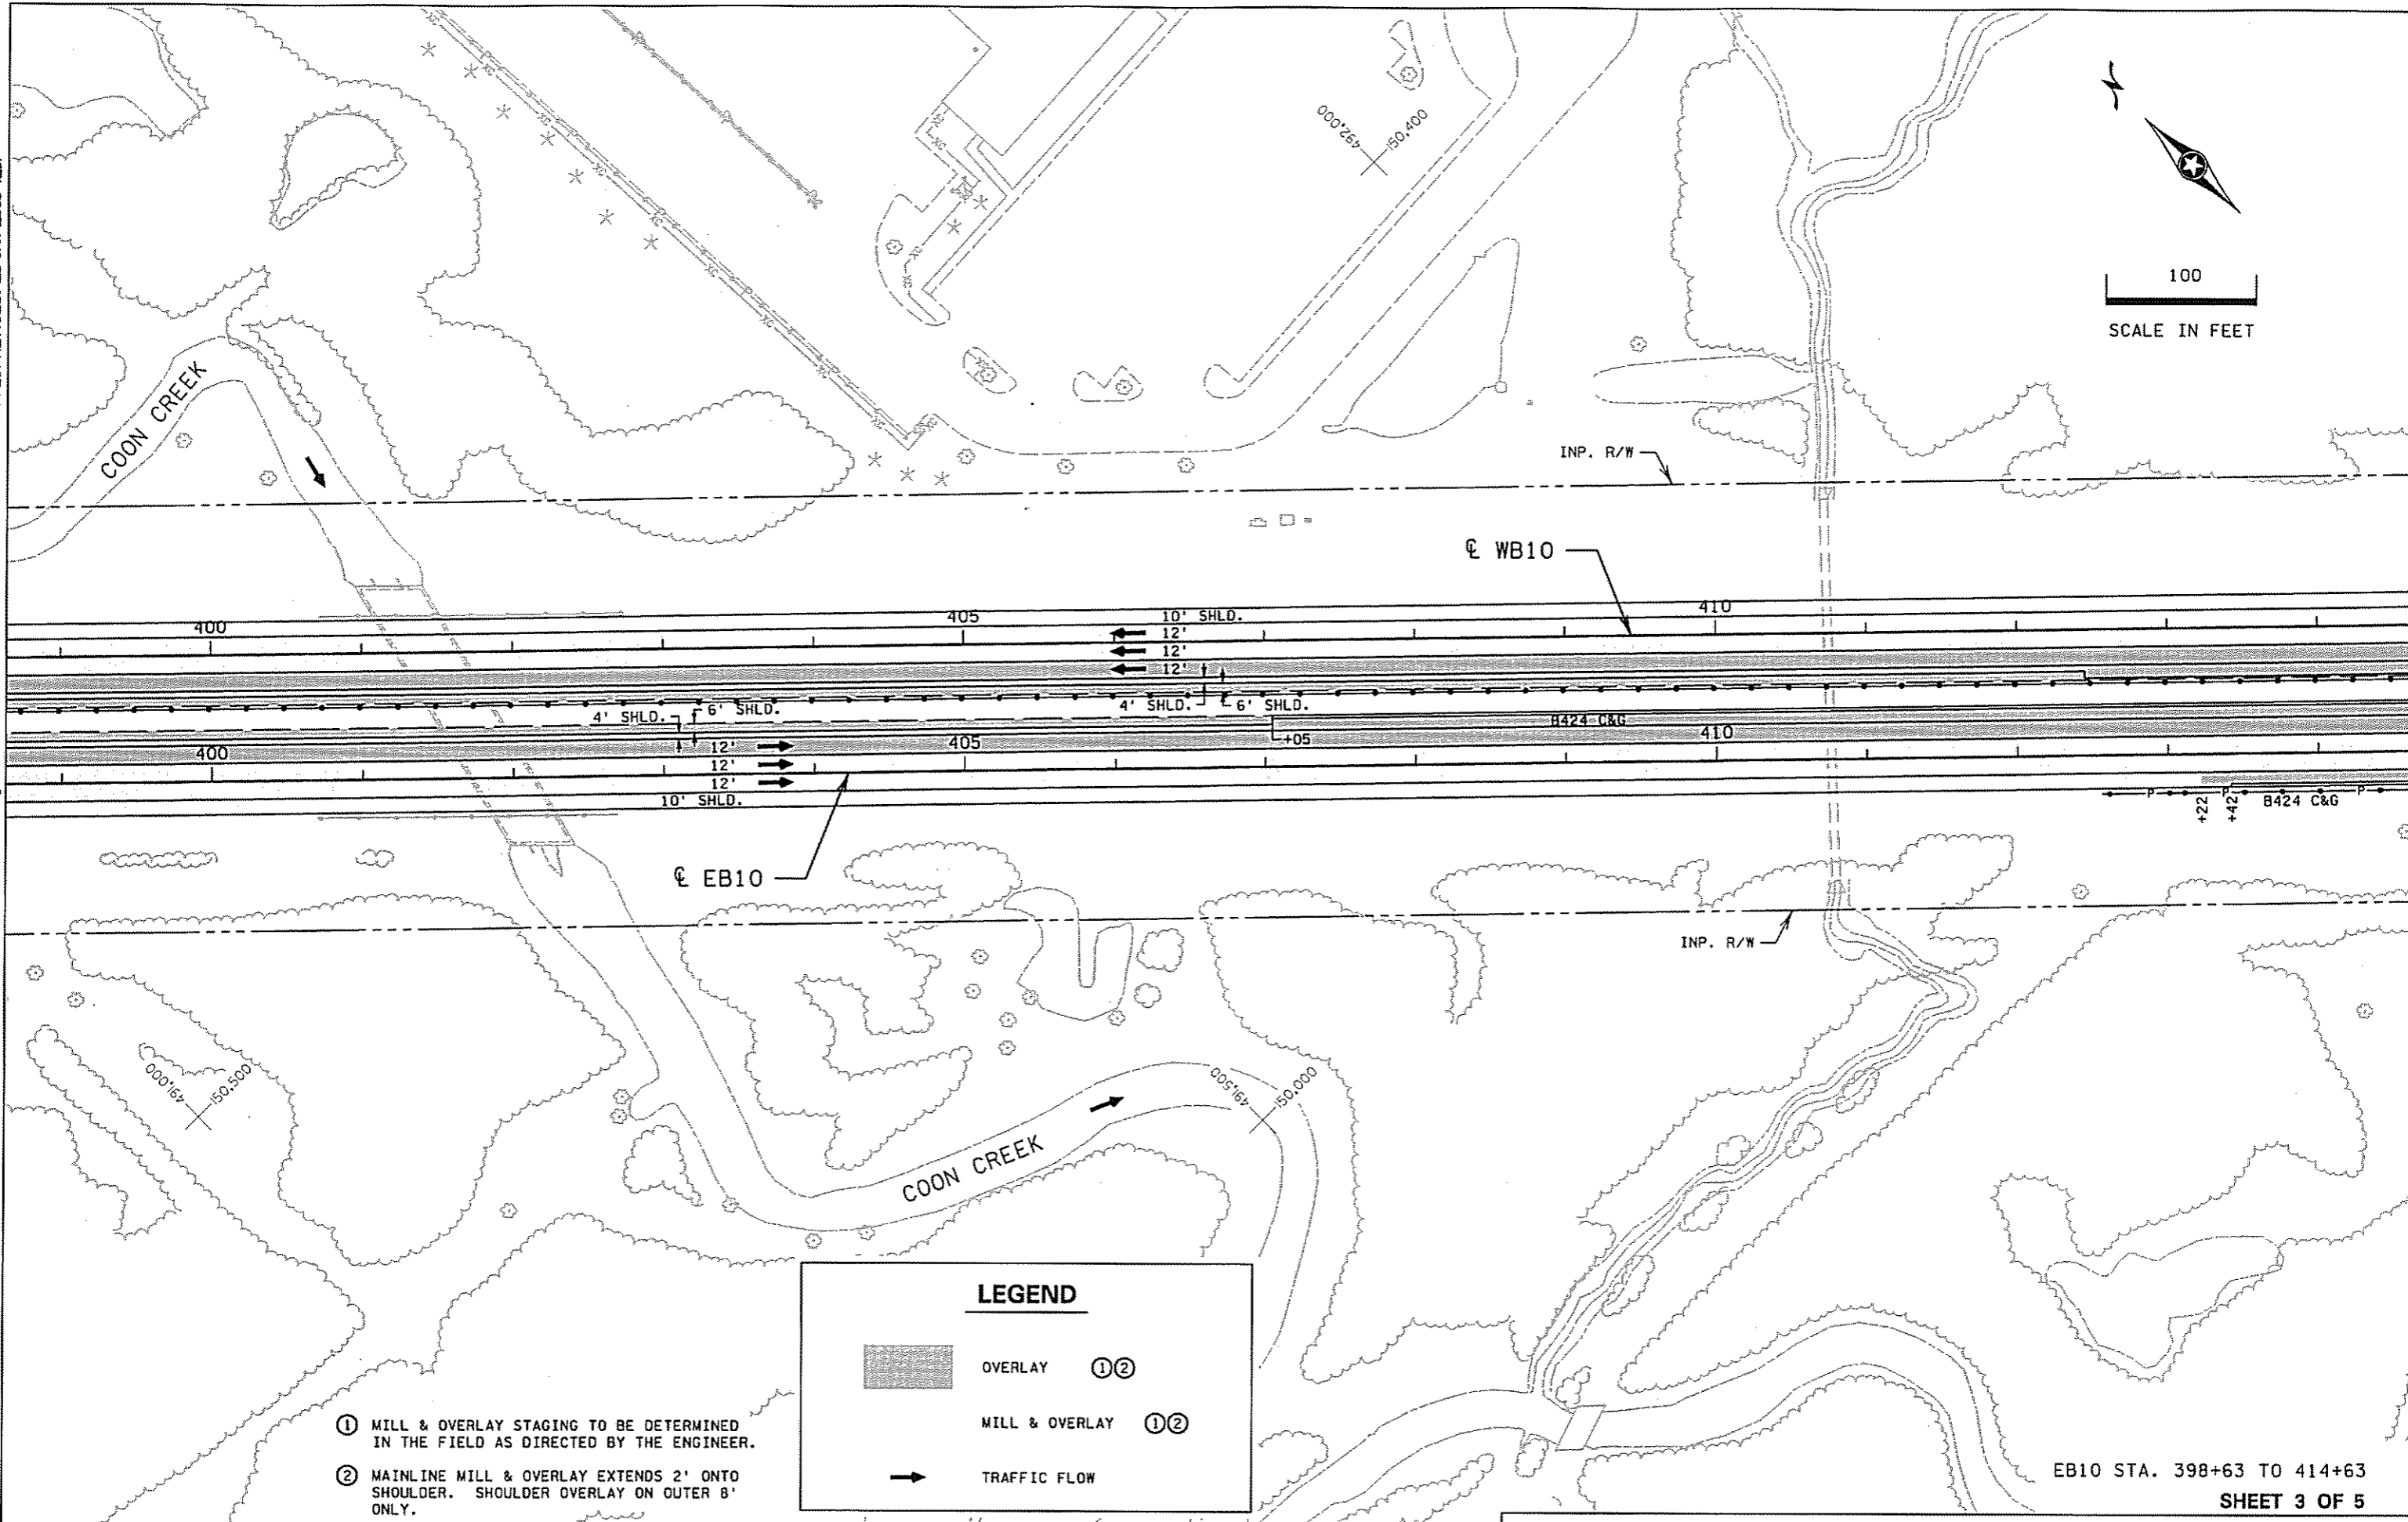 492,000
150,400
100
SCALE IN FEET
COON CREEK
INP. R/W
℄ WB10
400
405
410
10' SHLD.
12'
12'
12'
4' SHLD.
6' SHLD.
4' SHLD.
6' SHLD.
B424 C&G
+05
400
405
410
12'
12'
12'
10' SHLD.
P
P
P
+22
+42
B424 C&G
℄ EB10
INP. R/W
491,000
150,500
491,500
150,000
COON CREEK
LEGEND
OVERLAY ①②
MILL & OVERLAY ①②
TRAFFIC FLOW
① MILL & OVERLAY STAGING TO BE DETERMINED
IN THE FIELD AS DIRECTED BY THE ENGINEER.
② MAINLINE MILL & OVERLAY EXTENDS 2' ONTO
SHOULDER. SHOULDER OVERLAY ON OUTER 8'
ONLY.
EB10 STA. 398+63 TO 414+63
SHEET 3 OF 5